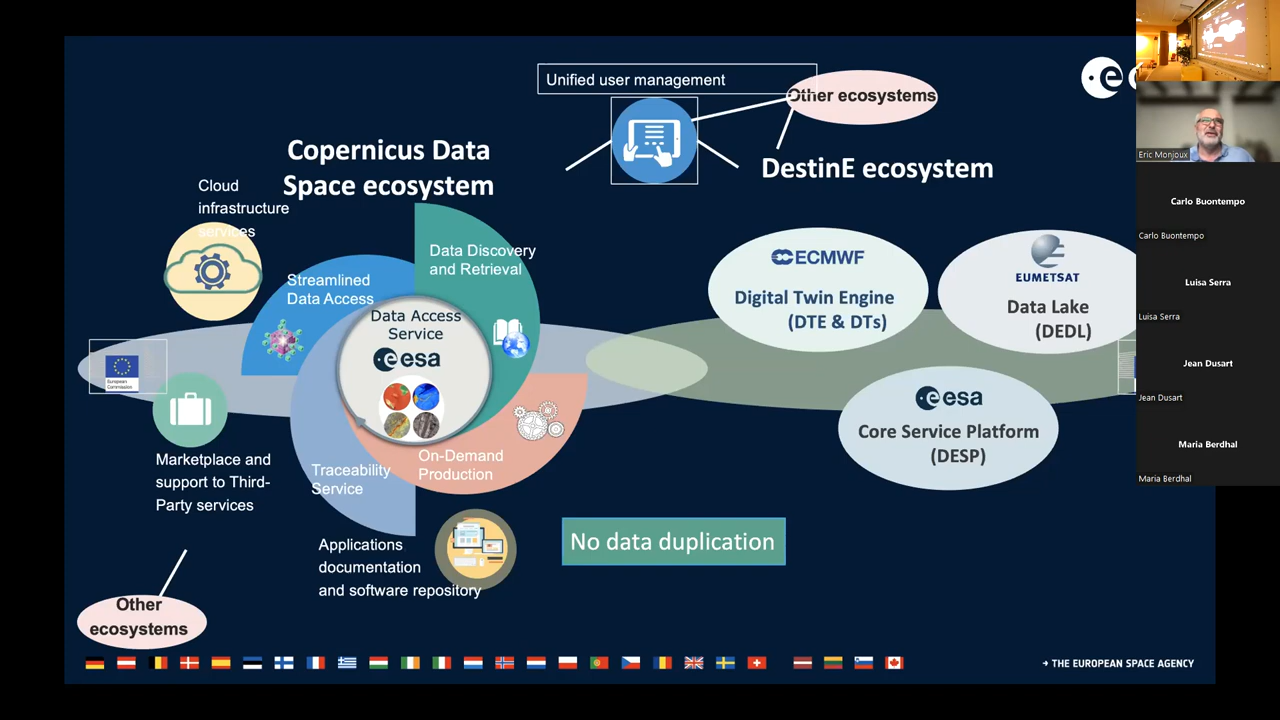 Unified user management
Other ecosystems
esa
Copernicus Data
Space ecosystem
DestinE ecosystem
Cloud
infrastructure
services
Data Discovery
and Retrieval
Streamlined
Data Access
Data Access
Service
esa
European
Commission
Marketplace and
support to Third-
Party services
Traceability
Service
On-Demand
Production
Applications
documentation
and software repository
Other
ecosystems
ECMWF
Digital Twin Engine
(DTE & DTs)
EUMETSAT
Data Lake
(DEDL)
esa
Core Service Platform
(DESP)
No data duplication
→ THE EUROPEAN SPACE AGENCY
Eric Monjoux
Carlo Buontempo
Carlo Buontempo
Luisa Serra
Luisa Serra
Jean Dusart
Jean Dusart
Maria Berdhal
Maria Berdhal